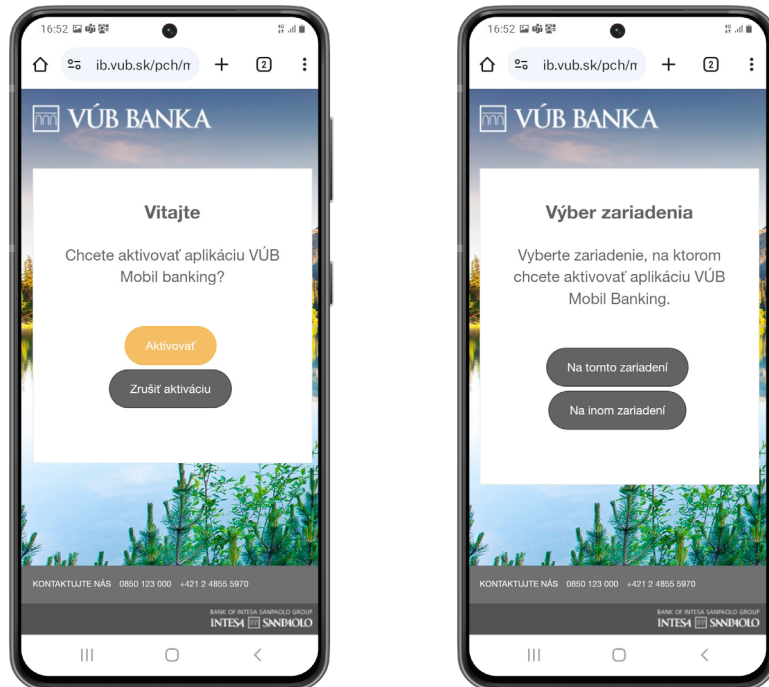 16:52
ib.vub.sk/pch/m
2
VÚB BANKA
Vitajte
Chcete aktivovať aplikáciu VÚB
Mobil banking?
Aktivovať
Zrušiť aktiváciu
KONTAKTUJTE NÁS 0850 123 000 +421 2 4855 5970
BANK OF INTESA SANPAOLO GROUP
INTESA SANPAOLO
16:52
ib.vub.sk/pch/m
2
VÚB BANKA
Výber zariadenia
Vyberte zariadenie, na ktorom
chcete aktivovať aplikáciu VÚB
Mobil Banking.
Na tomto zariadení
Na inom zariadení
KONTAKTUJTE NÁS 0850 123 000 +421 2 4855 5970
BANK OF INTESA SANPAOLO GROUP
INTESA SANPAOLO